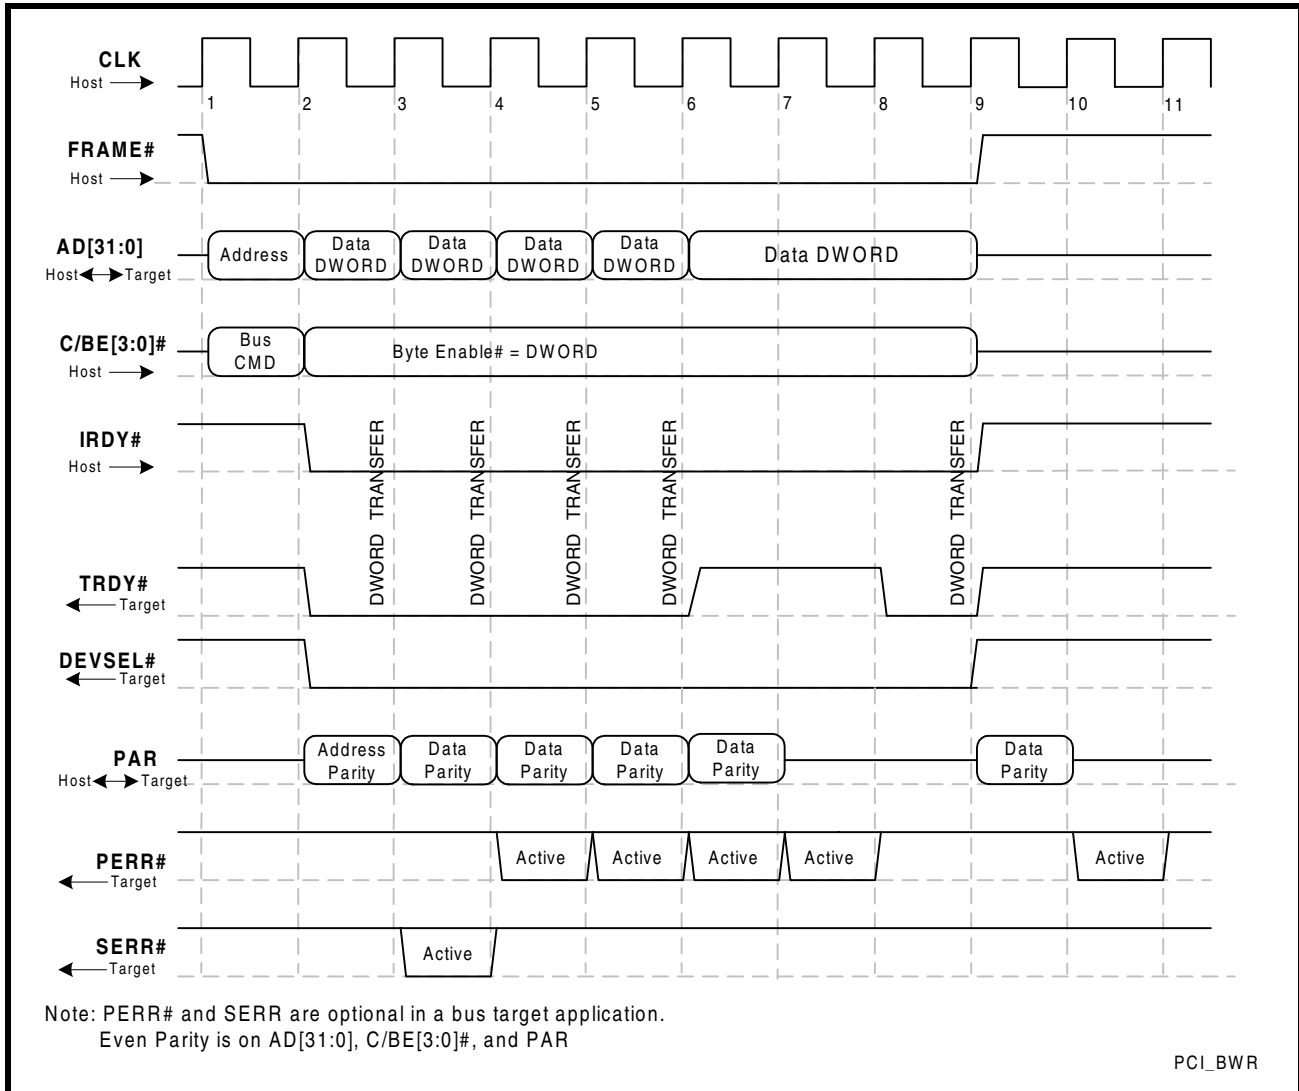 CLK
Host
1 2 3 4 5 6 7 8 9 10 11
FRAME#
Host
AD[31:0]
Host Target
Address
Data
DWORD
Data
DWORD
Data
DWORD
Data
DWORD
Data DWORD
C/BE[3:0]#
Host
Bus
CMD
Byte Enable# = DWORD
IRDY#
Host
DWORD TRANSFER
DWORD TRANSFER
DWORD TRANSFER
DWORD TRANSFER
DWORD TRANSFER
TRDY#
Target
DEVSEL#
Target
PAR
Host Target
Address
Parity
Data
Parity
Data
Parity
Data
Parity
Data
Parity
Data
Parity
PERR#
Target
Active
Active
Active
Active
Active
SERR#
Target
Active
Note: PERR# and SERR are optional in a bus target application.
Even Parity is on AD[31:0], C/BE[3:0]#, and PAR
PCI_BWR